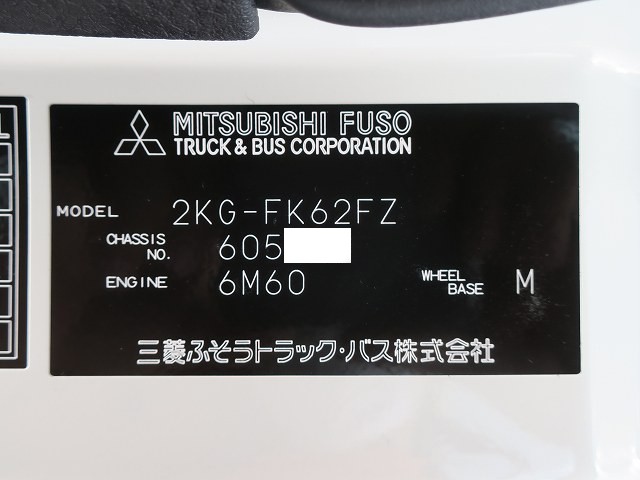 MITSUBISHI FUSO
TRUCK & BUS CORPORATION
MODEL 2KG-FK62FZ
CHASSIS NO. 605
ENGINE 6M60 WHEEL BASE M
三菱ふそうトラック・バス株式会社